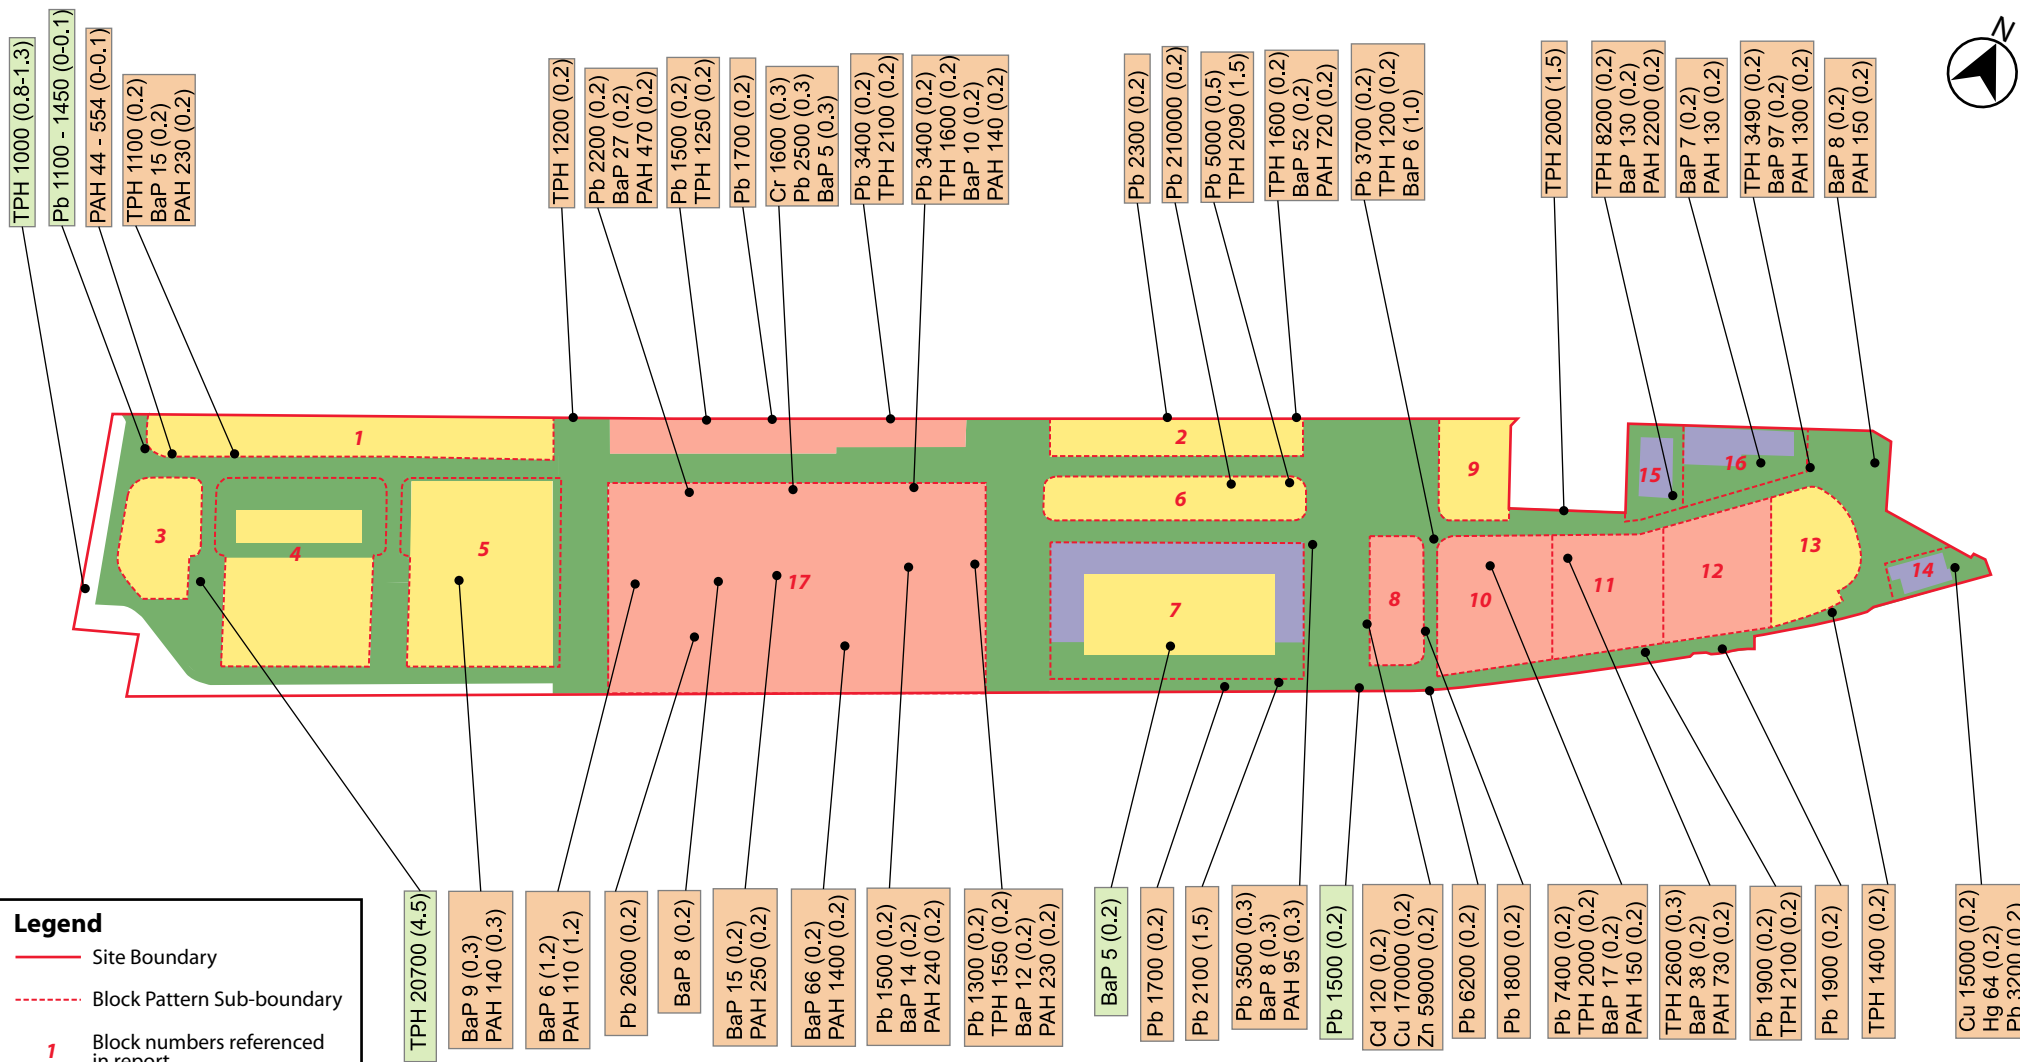 N
TPH 1000 (0.8-1.3)
Pb 1100 - 1450 (0-0.1)
PAH 44 - 554 (0-0.1)
TPH 1100 (0.2)
BaP 15 (0.2)
PAH 230 (0.2)
TPH 1200 (0.2)
Pb 2200 (0.2)
BaP 27 (0.2)
PAH 470 (0.2)
Pb 1500 (0.2)
TPH 1250 (0.2)
Pb 1700 (0.2)
Cr 1600 (0.3)
Pb 2500 (0.3)
BaP 5 (0.3)
Pb 3400 (0.2)
TPH 2100 (0.2)
Pb 3400 (0.2)
TPH 1600 (0.2)
BaP 10 (0.2)
PAH 140 (0.2)
Pb 2300 (0.2)
Pb 210000 (0.2)
Pb 5000 (0.5)
TPH 2090 (1.5)
TPH 1600 (0.2)
BaP 52 (0.2)
PAH 720 (0.2)
Pb 3700 (0.2)
TPH 1200 (0.2)
BaP 6 (1.0)
TPH 2000 (1.5)
TPH 8200 (0.2)
BaP 130 (0.2)
PAH 2200 (0.2)
BaP 7 (0.2)
PAH 130 (0.2)
TPH 3490 (0.2)
BaP 97 (0.2)
PAH 1300 (0.2)
BaP 8 (0.2)
PAH 150 (0.2)
1
2
3
4
5
6
7
8
9
10
11
12
13
14
15
16
17
TPH 20700 (4.5)
BaP 9 (0.3)
PAH 140 (0.3)
BaP 6 (1.2)
PAH 110 (1.2)
Pb 2600 (0.2)
BaP 8 (0.2)
BaP 15 (0.2)
PAH 250 (0.2)
BaP 66 (0.2)
PAH 1400 (0.2)
Pb 1500 (0.2)
BaP 14 (0.2)
PAH 240 (0.2)
Pb 1300 (0.2)
TPH 1550 (0.2)
BaP 12 (0.2)
PAH 230 (0.2)
BaP 5 (0.2)
Pb 1700 (0.2)
Pb 2100 (1.5)
Pb 3500 (0.3)
BaP 8 (0.3)
PAH 95 (0.3)
Pb 1500 (0.2)
Cd 120 (0.2)
Cu 170000 (0.2)
Zn 59000 (0.2)
Pb 6200 (0.2)
Pb 1800 (0.2)
Pb 7400 (0.2)
TPH 2000 (0.2)
BaP 17 (0.2)
PAH 150 (0.2)
TPH 2600 (0.3)
BaP 38 (0.2)
PAH 730 (0.2)
Pb 1900 (0.2)
TPH 2100 (0.2)
Pb 1900 (0.2)
TPH 1400 (0.2)
Cu 15000 (0.2)
Hg 64 (0.2)
Pb 3200 (0.2)
Legend
Site Boundary
Block Pattern Sub-boundary
1 Block numbers referenced
in report